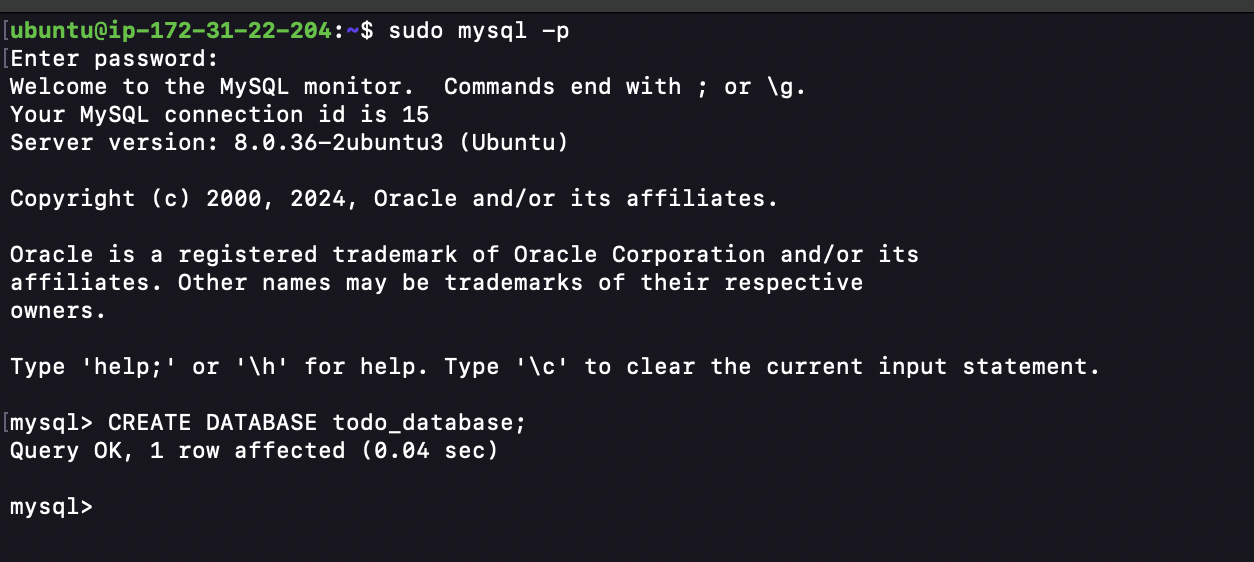 [ubuntu@ip-172-31-22-204:~$ sudo mysql -p
[Enter password:
Welcome to the MySQL monitor.  Commands end with ; or \g.
Your MySQL connection id is 15
Server version: 8.0.36-2ubuntu3 (Ubuntu)
Copyright (c) 2000, 2024, Oracle and/or its affiliates.
Oracle is a registered trademark of Oracle Corporation and/or its
affiliates. Other names may be trademarks of their respective
owners.
Type 'help;' or '\h' for help. Type '\c' to clear the current input statement.
[mysql> CREATE DATABASE todo_database;
Query OK, 1 row affected (0.04 sec)
mysql>